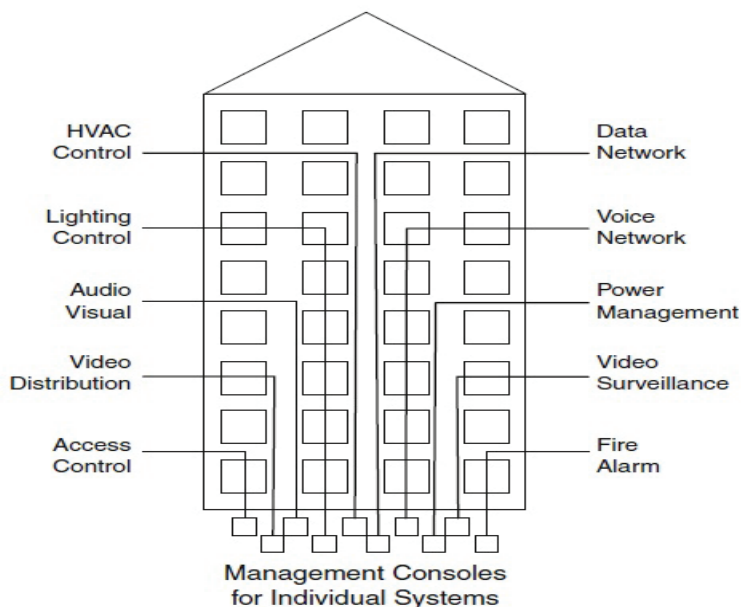 HVAC
Control
Lighting
Control
Audio
Visual
Video
Distribution
Access
Control
Data
Network
Voice
Network
Power
Management
Video
Surveillance
Fire
Alarm
Management Consoles
for Individual Systems